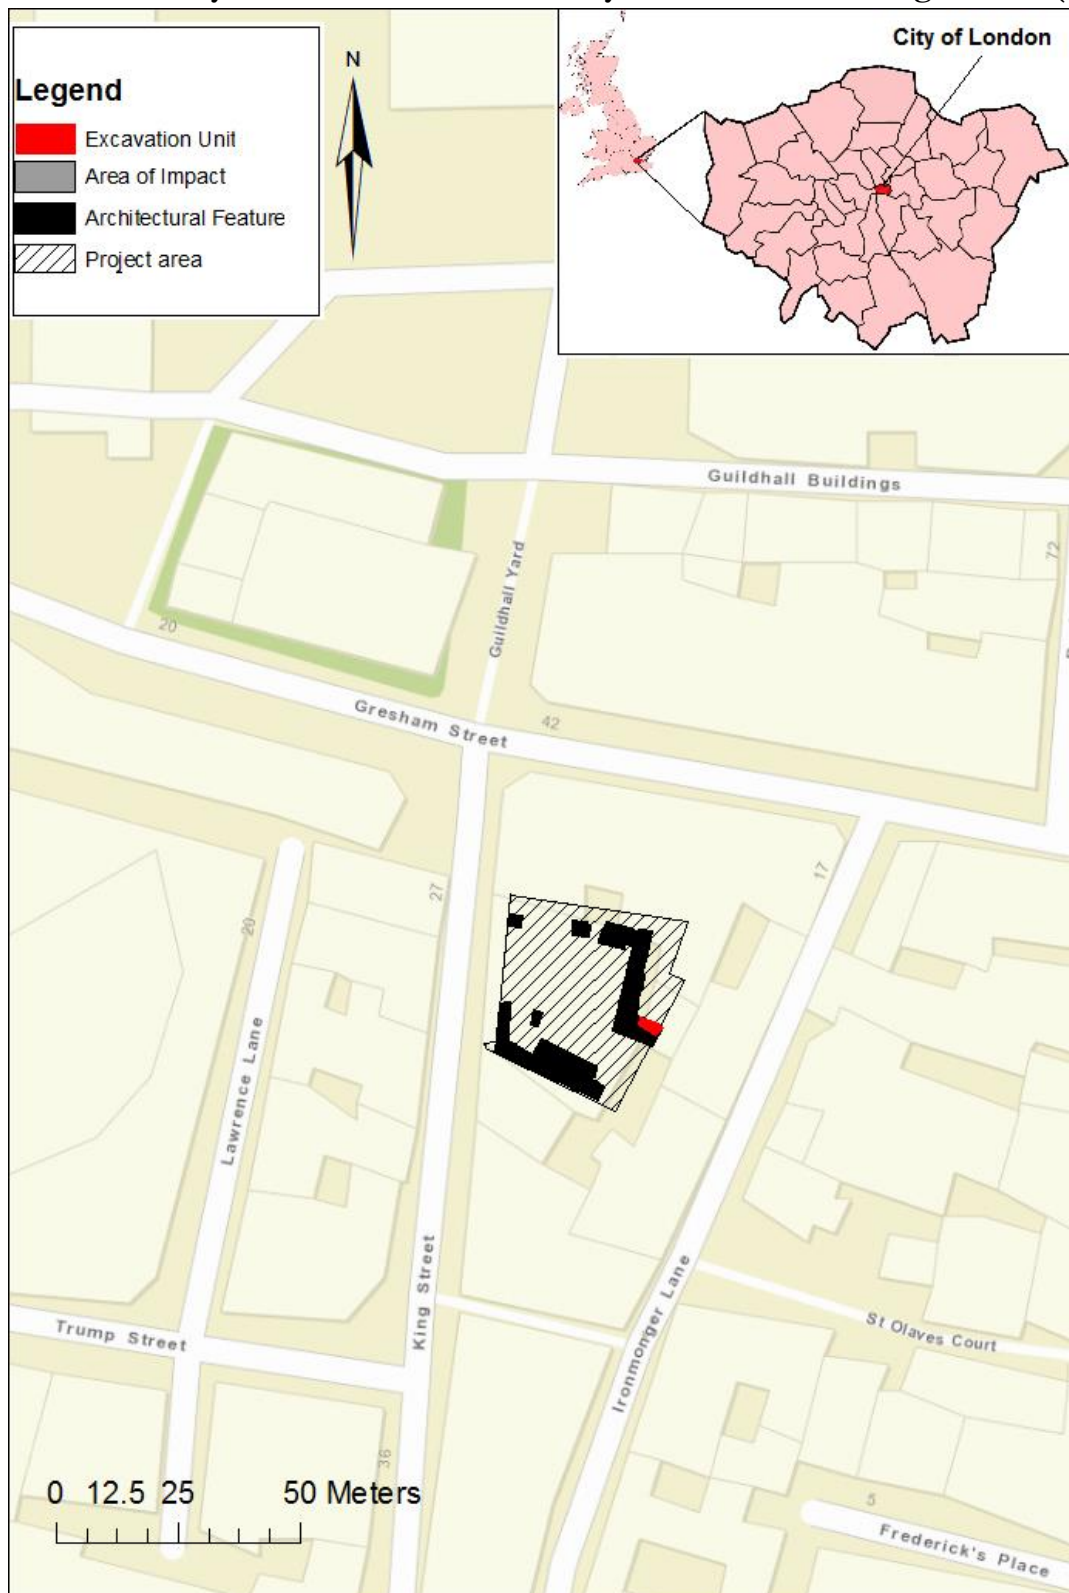 City of London
N
Legend
Excavation Unit
Area of Impact
Architectural Feature
Project area
Guildhall Buildings
72
Guildhall Yard
20
Gresham Street
42
17
27
20
Lawrence Lane
King Street
Trump Street
Ironmonger Lane
St Olaves Court
36
0 12.5 25 50 Meters
5
Frederick's Place